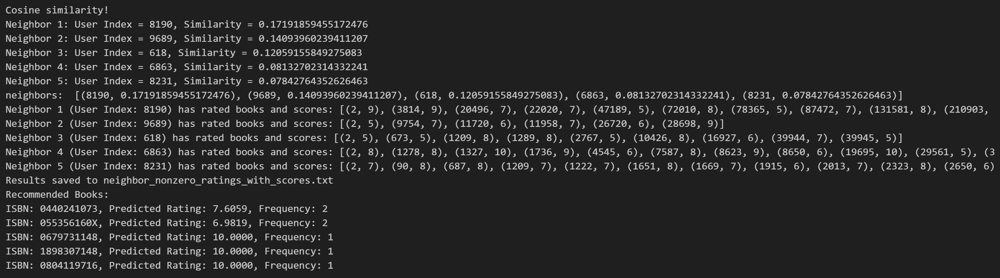 Cosine similarity!
Neighbor 1: User Index = 8190, Similarity = 0.17191859455172476
Neighbor 2: User Index = 9689, Similarity = 0.14093960239411207
Neighbor 3: User Index = 618, Similarity = 0.12059155849275083
Neighbor 4: User Index = 6863, Similarity = 0.08132702314332241
Neighbor 5: User Index = 8231, Similarity = 0.07842764352626463
neighbors:  [(8190, 0.17191859455172476), (9689, 0.14093960239411207), (618, 0.12059155849275083), (6863, 0.08132702314332241), (8231, 0.07842764352626463)]
Neighbor 1 (User Index: 8190) has rated books and scores: [(2, 9), (3814, 9), (20496, 7), (22020, 7), (47189, 5), (72010, 8), (78365, 5), (87472, 7), (131581, 8), (210903,
Neighbor 2 (User Index: 9689) has rated books and scores: [(2, 5), (9754, 7), (11720, 6), (11958, 7), (26720, 6), (28698, 9)]
Neighbor 3 (User Index: 618) has rated books and scores: [(2, 5), (673, 5), (1209, 8), (1289, 8), (2767, 5), (10426, 8), (16927, 6), (39944, 7), (39945, 5)]
Neighbor 4 (User Index: 6863) has rated books and scores: [(2, 8), (1278, 8), (1327, 10), (1736, 9), (4545, 6), (7587, 8), (8623, 9), (8650, 6), (19695, 10), (29561, 5), (3
Neighbor 5 (User Index: 8231) has rated books and scores: [(2, 7), (90, 8), (687, 8), (1209, 7), (1222, 7), (1651, 8), (1669, 7), (1915, 6), (2013, 7), (2323, 8), (2650, 6)
Results saved to neighbor_nonzero_ratings_with_scores.txt
Recommended Books:
ISBN: 0440241073, Predicted Rating: 7.6059, Frequency: 2
ISBN: 055356160X, Predicted Rating: 6.9819, Frequency: 2
ISBN: 0679731148, Predicted Rating: 10.0000, Frequency: 1
ISBN: 1898307148, Predicted Rating: 10.0000, Frequency: 1
ISBN: 0804119716, Predicted Rating: 10.0000, Frequency: 1